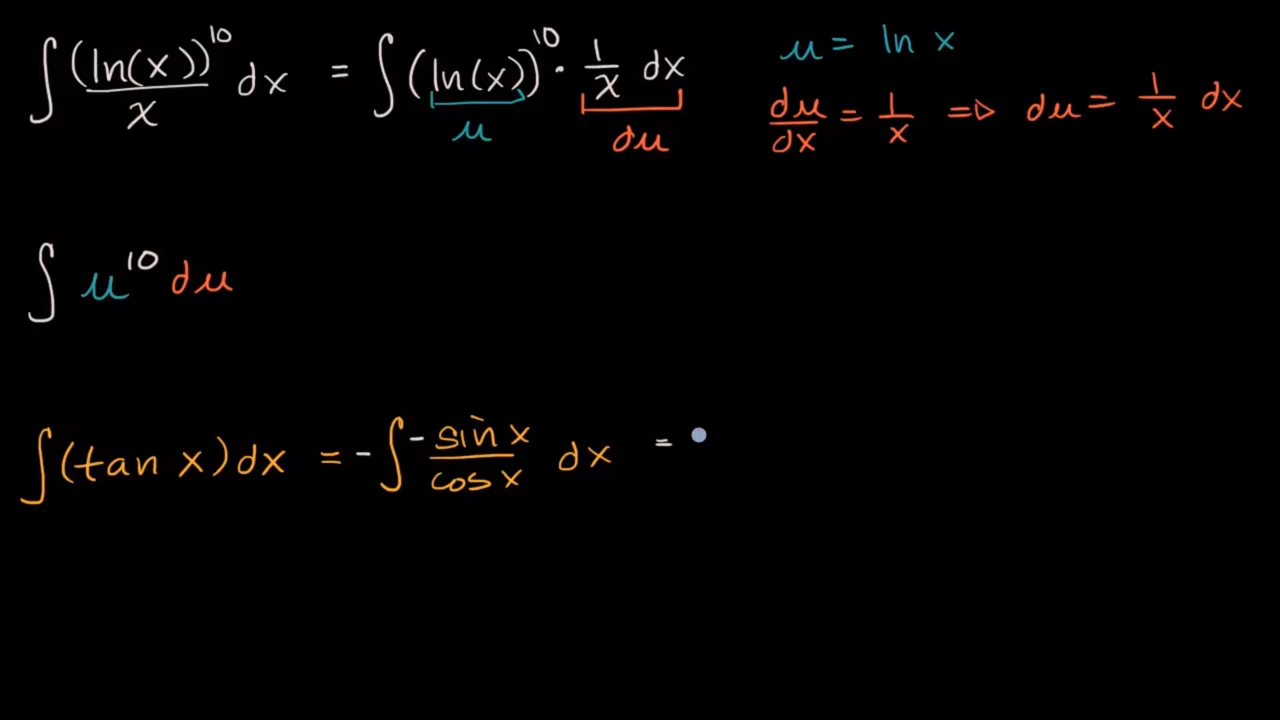 ∫ (ln(x))^10 / x dx = ∫ (ln(x))^10 · 1/x dx
u
du
u = ln x
du/dx = 1/x ⇒ du = 1/x dx
∫ u^10 du
∫ (tan x) dx = - ∫ - sin x / cos x dx =